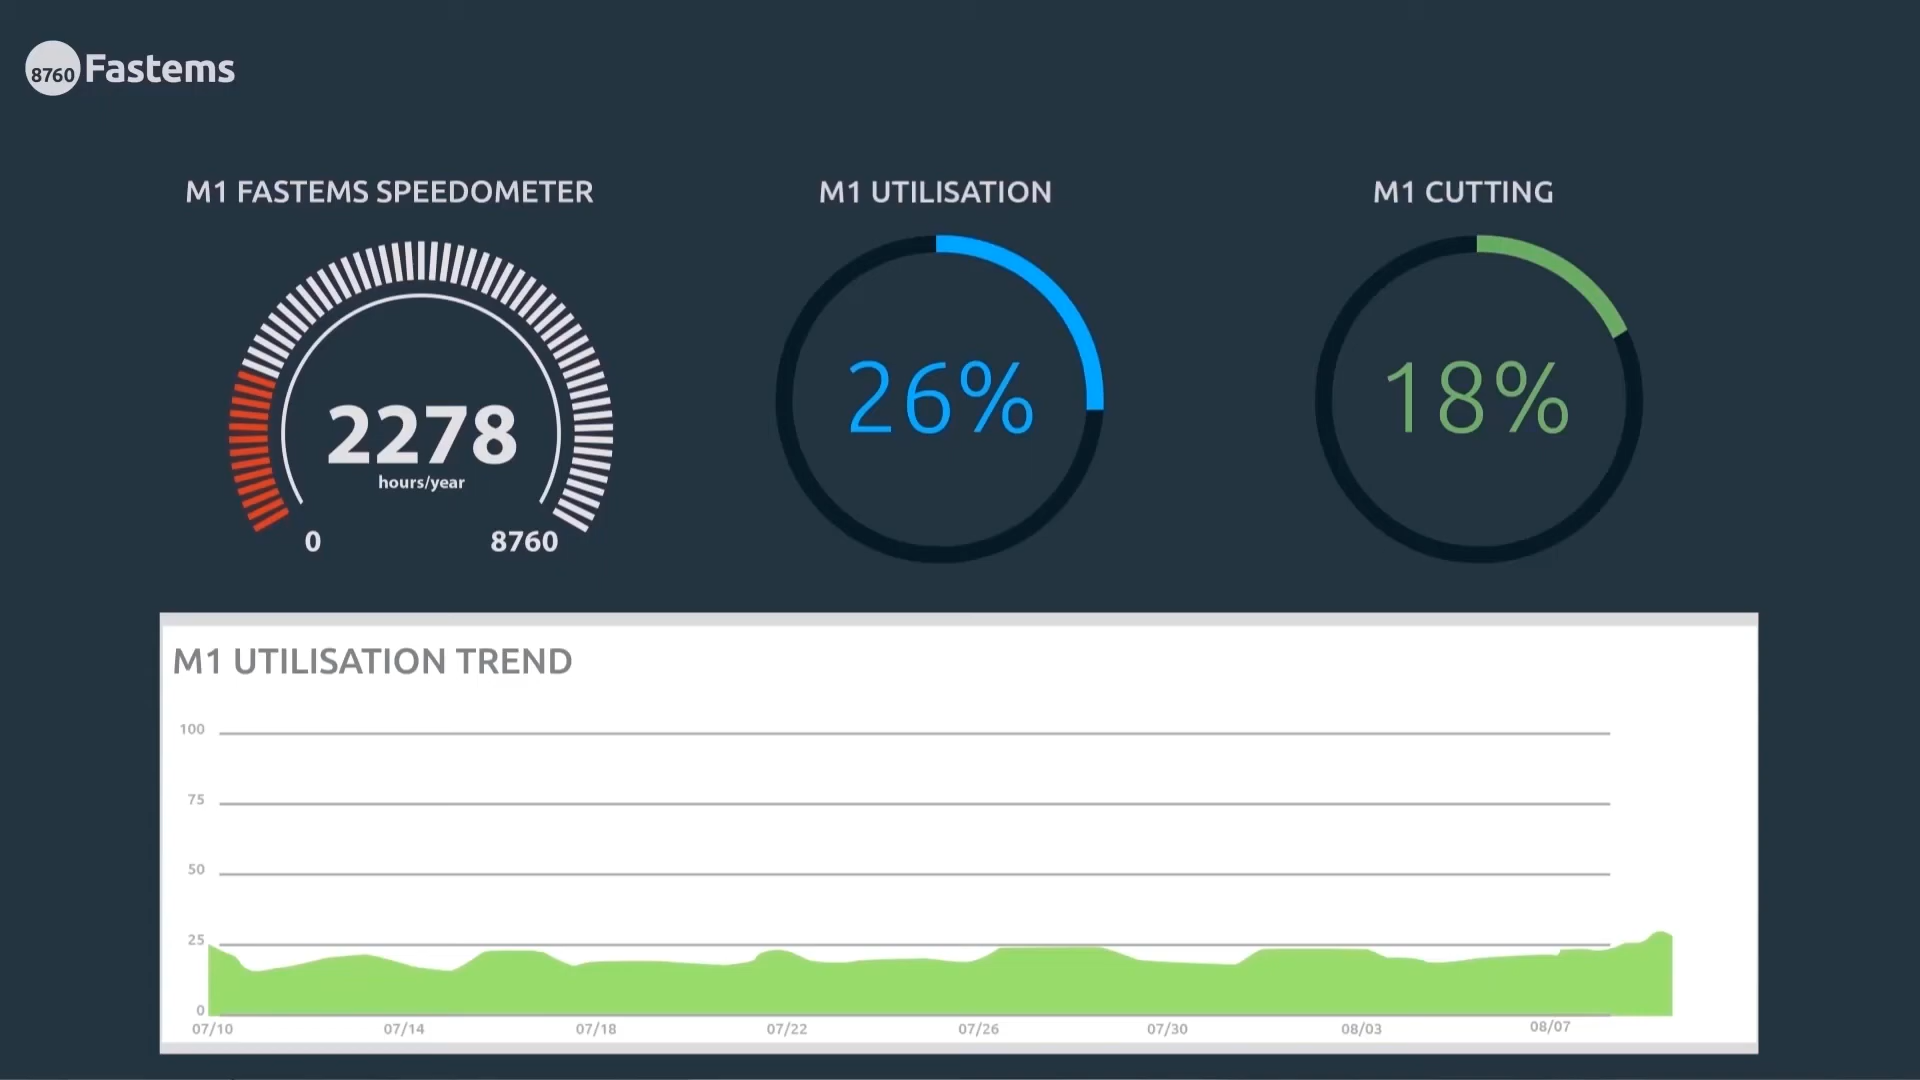 8760 Fastems
M1 FASTEMS SPEEDOMETER
2278
hours/year
0 8760
M1 UTILISATION
26%
M1 CUTTING
18%
M1 UTILISATION TREND
100
75
50
25
0
07/10 07/14 07/18 07/22 07/26 07/30 08/03 08/07